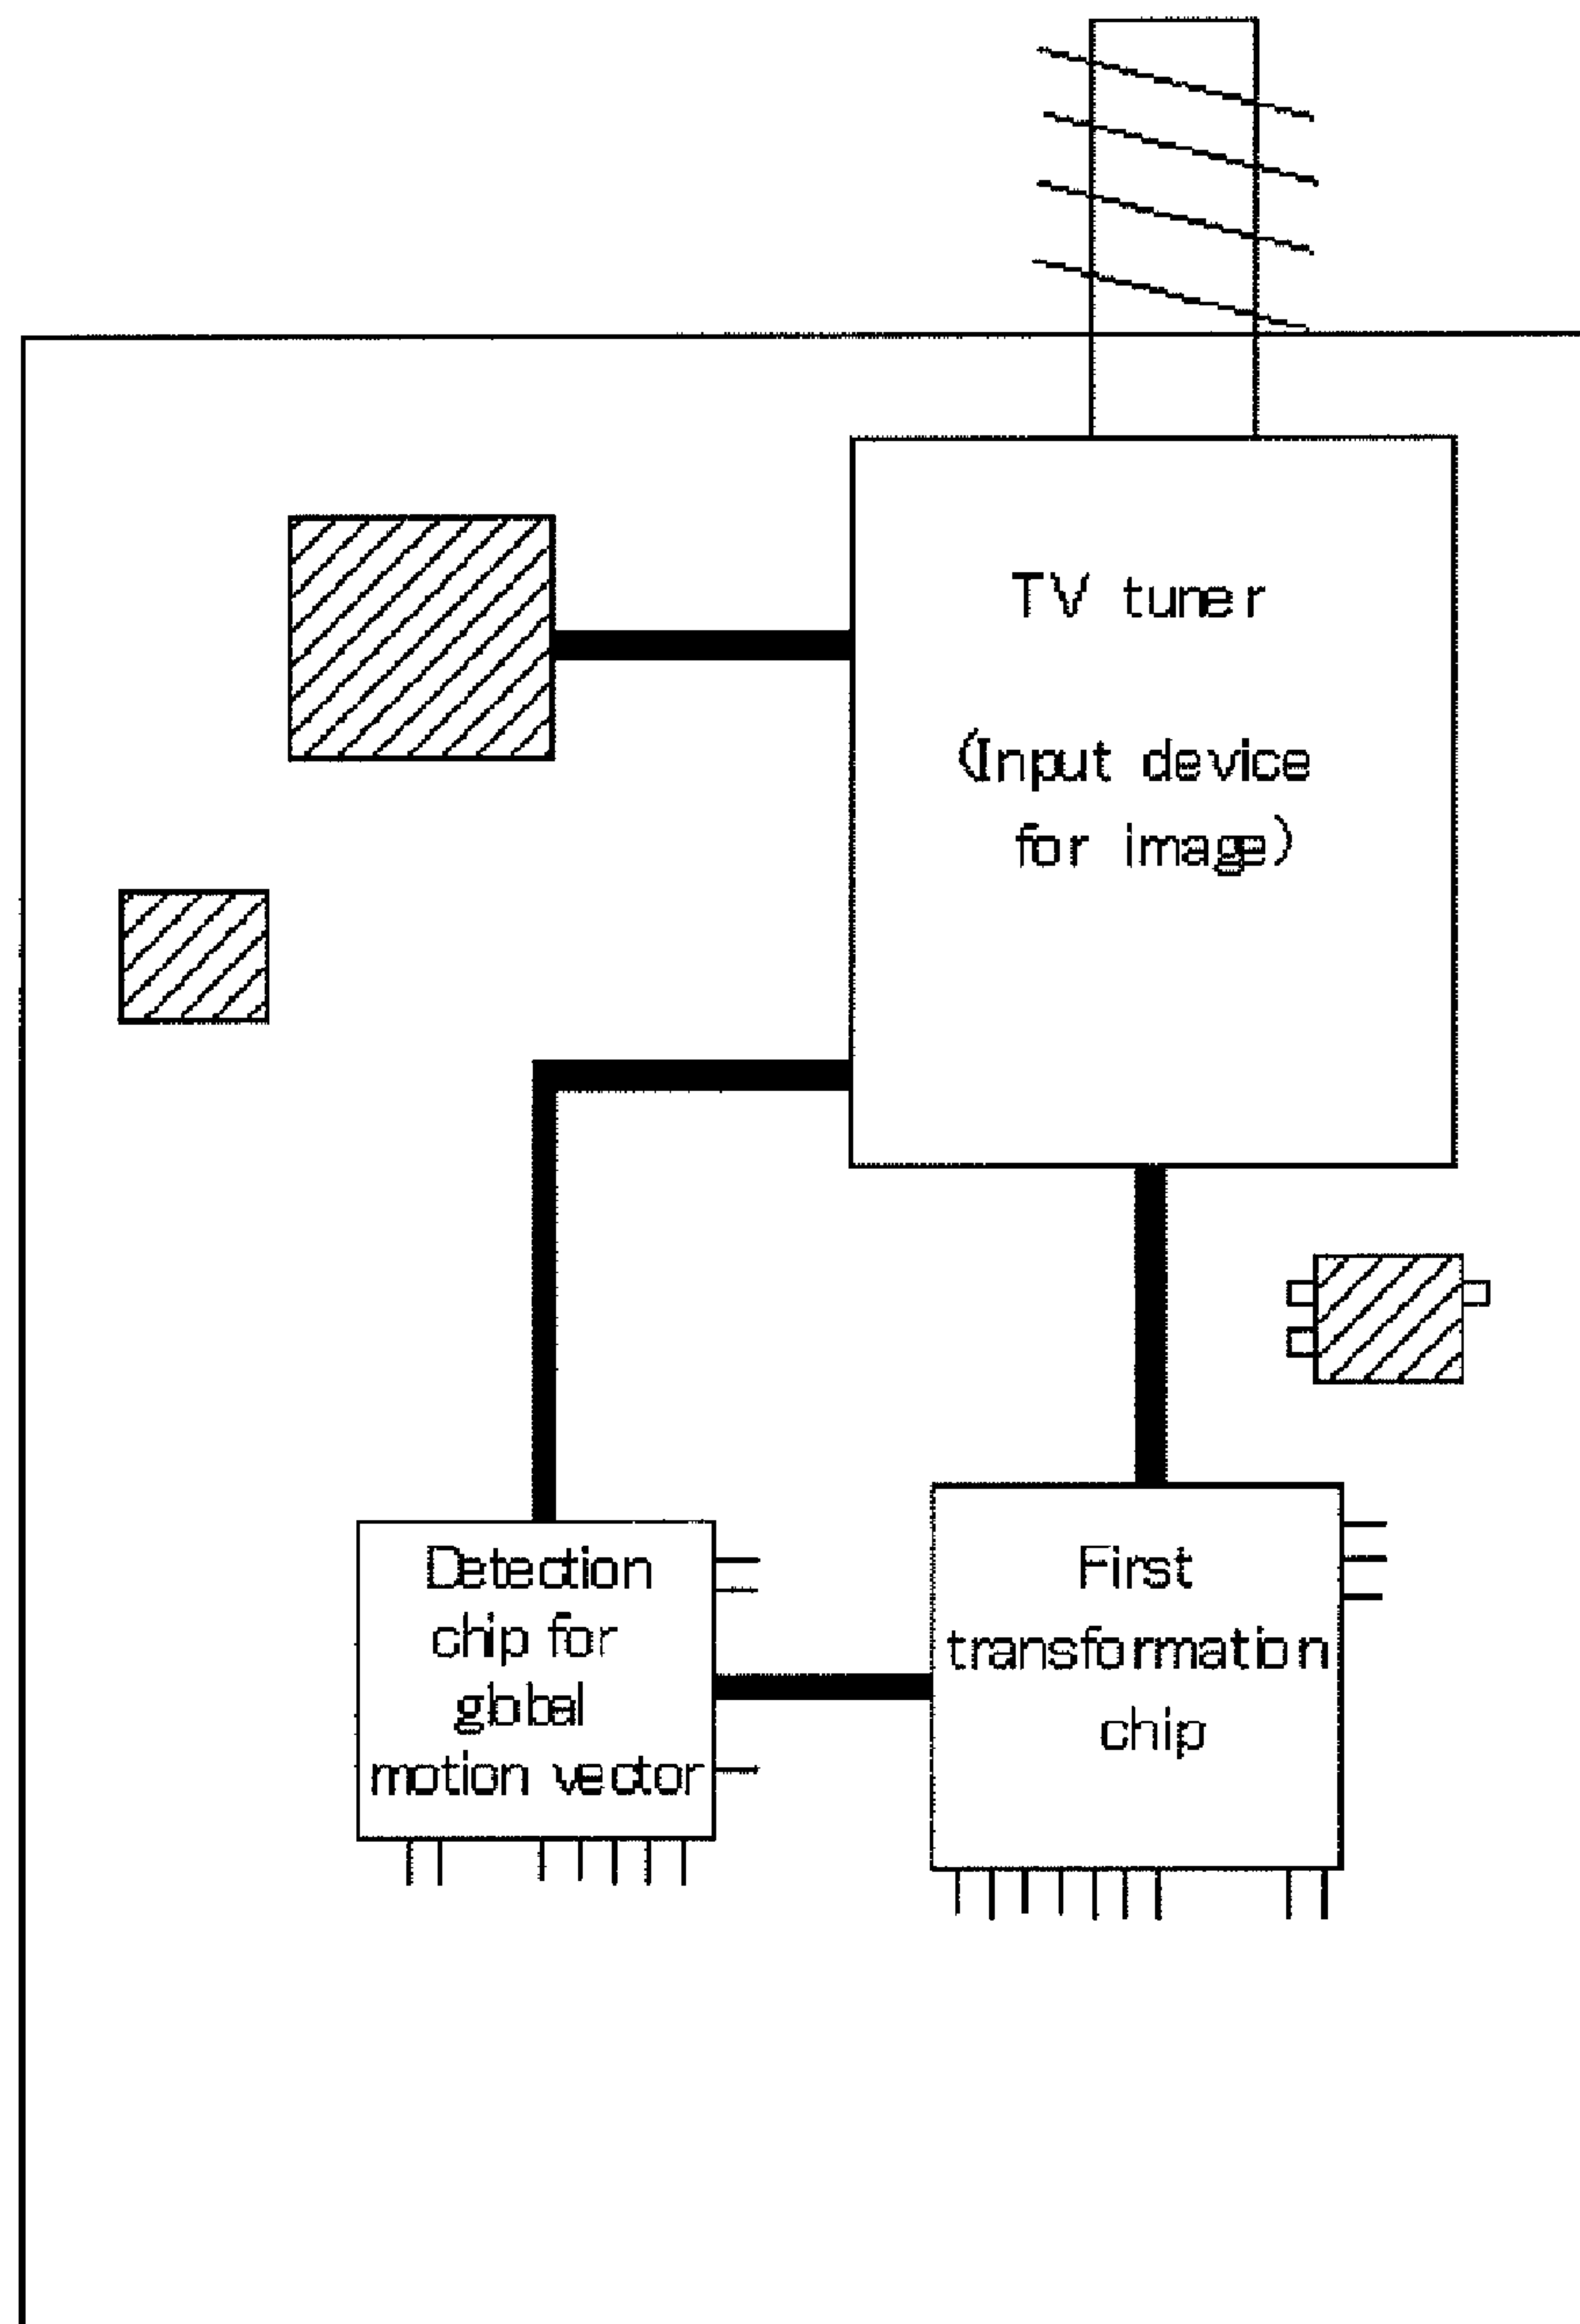 TV tuner
(Input device
for image)
Detection
chip for
global
motion vector
First
transformation
chip